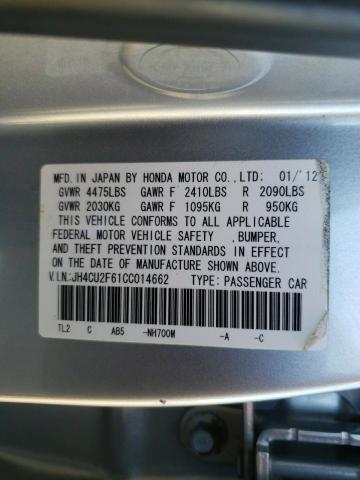 MFD.IN JAPAN BY HONDA MOTOR CO.,LTD: 01/'12
GVWR 4475LBS GAWR F 2410LBS R 2090LBS
GVWR 2030KG GAWR F 1095KG R 950KG
THIS VEHICLE CONFORMS TO ALL APPLICABLE
FEDERAL MOTOR VEHICLE SAFETY , BUMPER,
AND THEFT PREVENTION STANDARDS IN EFFECT
ON THE DATE OF MANUFACTURE SHOWN ABOVE.
V.I.N.:JH4CU2F61CC014662 TYPE:PASSENGER CAR
TL2 C AB5 -NH700M -A -C